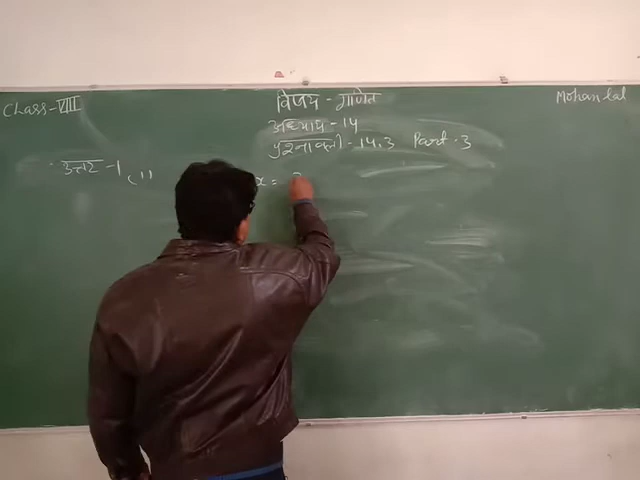 Class-VIII
विषय - गणित
Mohan Lal
अध्याय - 14
प्रश्नावली - 14.3 Part-3
उत्तर -1 (i)
x =